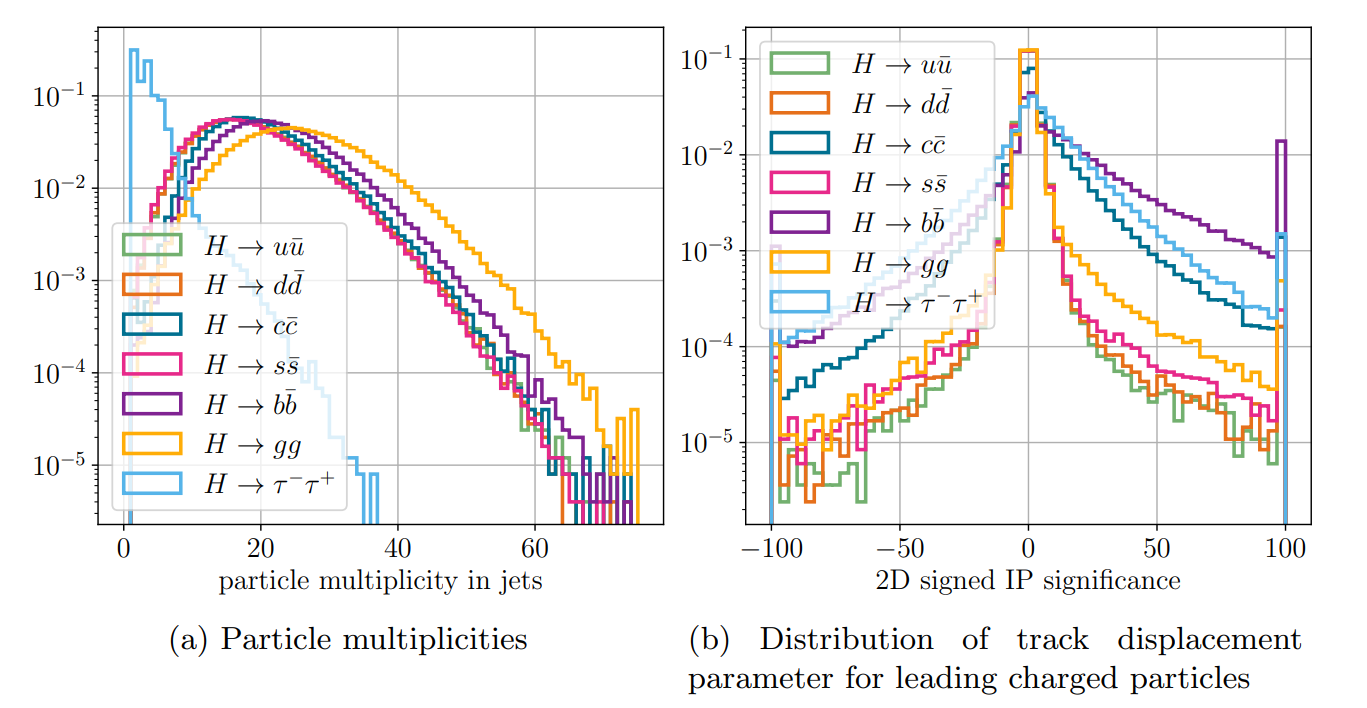 10⁻¹
10⁻²
10⁻³
10⁻⁴
10⁻⁵
H → uū
H → dd̄
H → cc̄
H → ss̄
H → bb̄
H → gg
H → τ⁻τ⁺
0 20 40 60
particle multiplicity in jets
(a) Particle multiplicities
10⁻¹
10⁻²
10⁻³
10⁻⁴
10⁻⁵
H → uū
H → dd̄
H → cc̄
H → ss̄
H → bb̄
H → gg
H → τ⁻τ⁺
−100 −50 0 50 100
2D signed IP significance
(b) Distribution of track displacement
parameter for leading charged particles